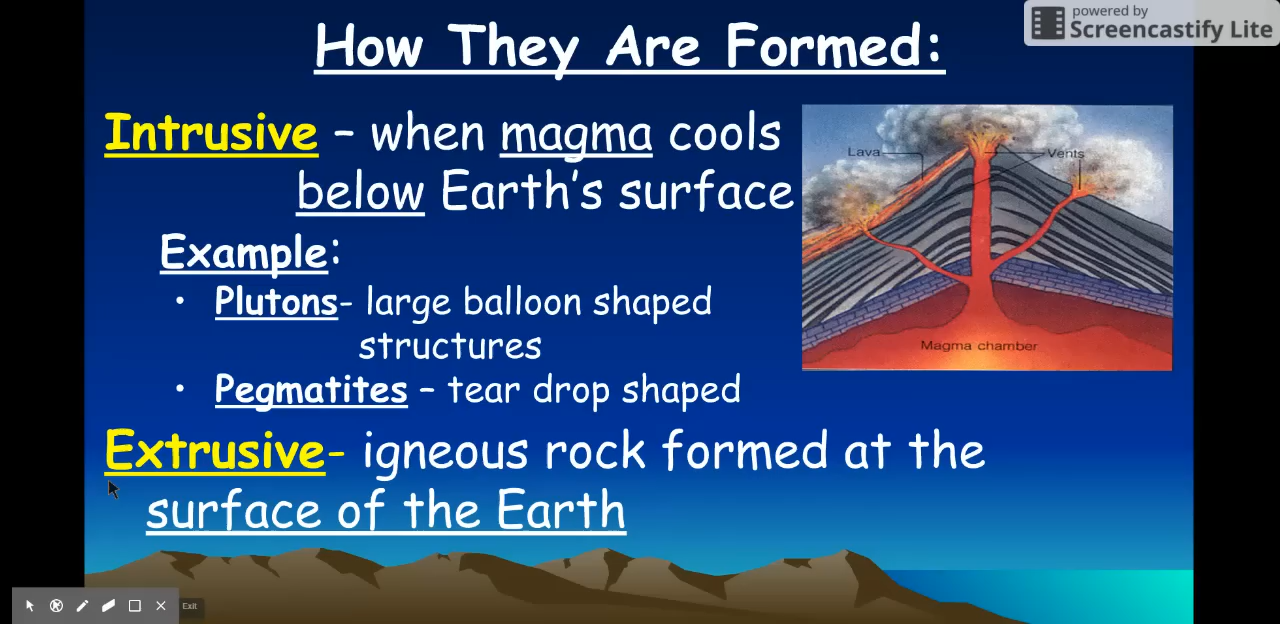 How They Are Formed:
powered by
Screencastify Lite
Intrusive – when magma cools
below Earth's surface
Example:
• Plutons- large balloon shaped
structures
• Pegmatites – tear drop shaped
Extrusive- igneous rock formed at the
surface of the Earth
Lava
Vents
Magma chamber
Exit